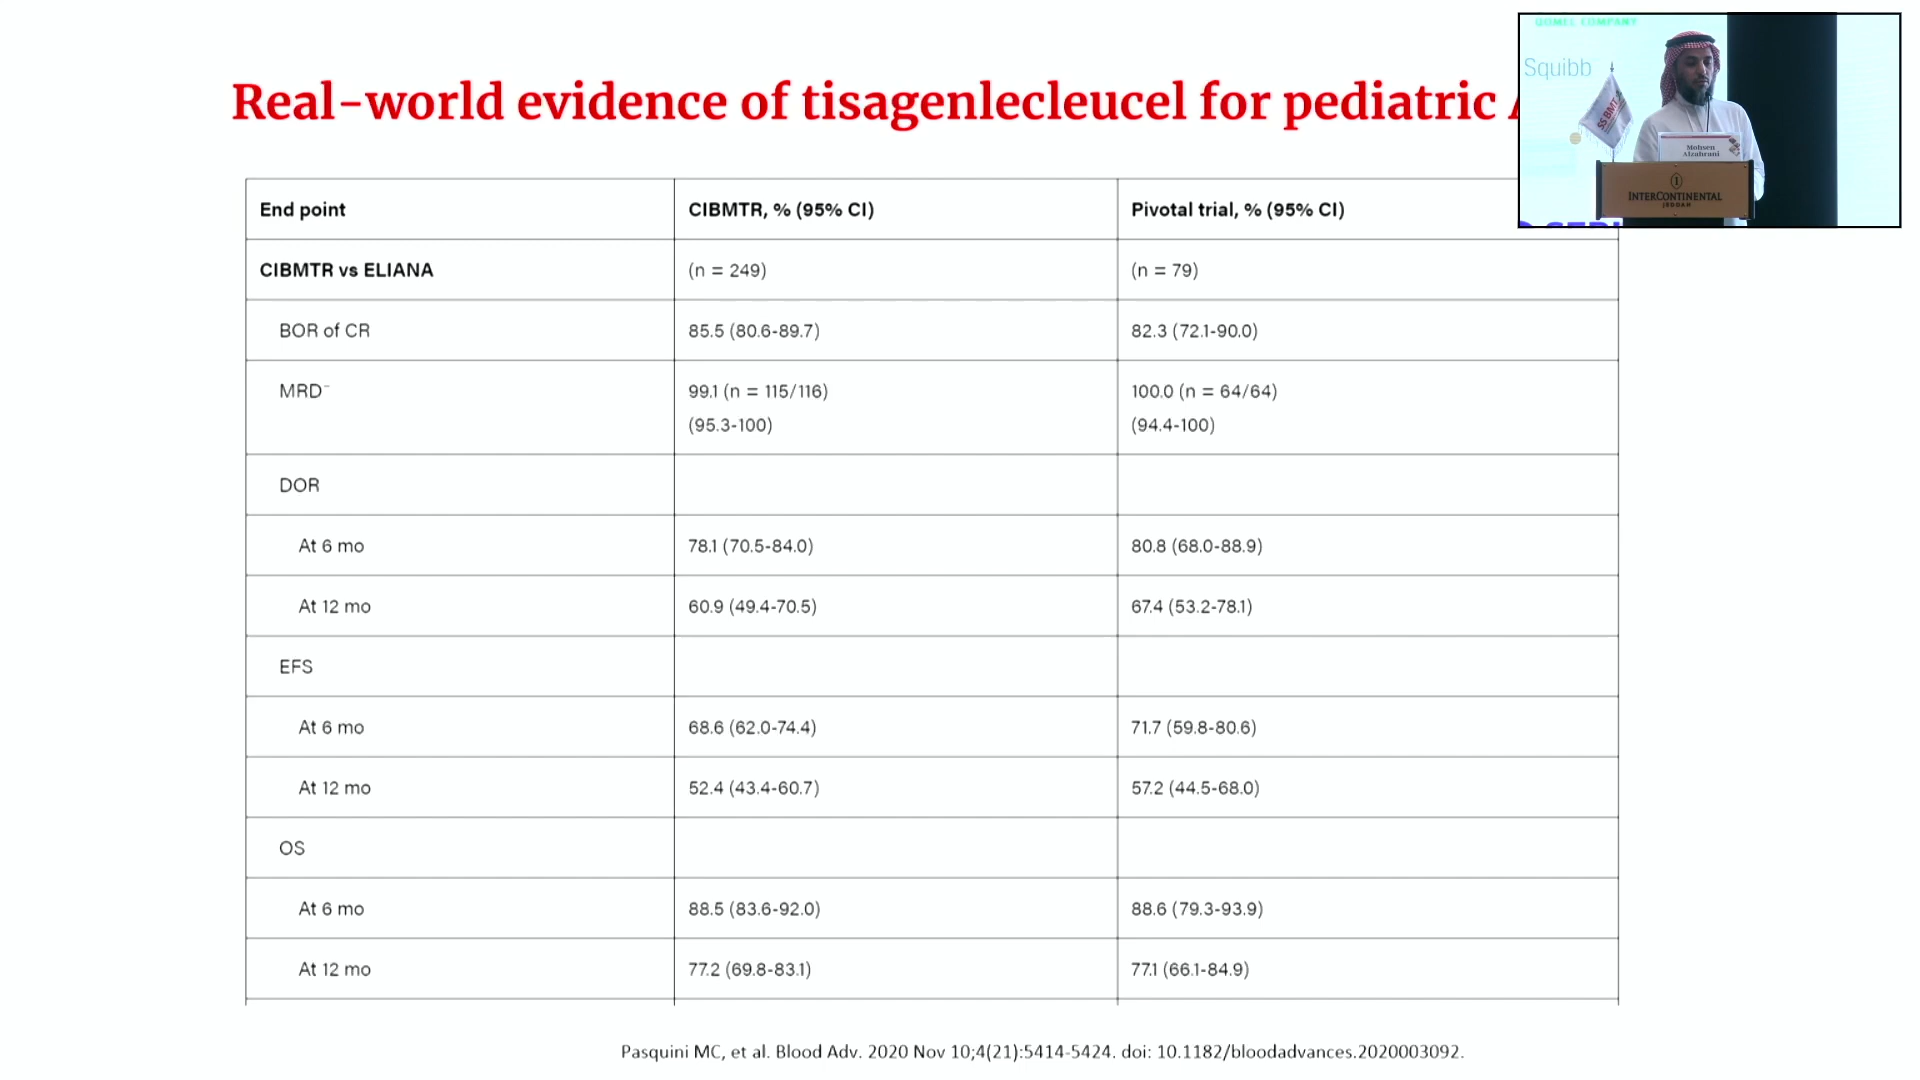 Real-world evidence of tisagenlecleucel for pediatric
QOMEL COMPANY
Squibb
SS BMT
Mohsen
Alzahrani
INTERCONTINENTAL
JEDDAH
End point CIBMTR, % (95% CI) Pivotal trial, % (95% CI)
CIBMTR vs ELIANA (n = 249) (n = 79)
BOR of CR 85.5 (80.6-89.7) 82.3 (72.1-90.0)
MRD⁻ 99.1 (n = 115/116) 100.0 (n = 64/64)
(95.3-100) (94.4-100)
DOR
At 6 mo 78.1 (70.5-84.0) 80.8 (68.0-88.9)
At 12 mo 60.9 (49.4-70.5) 67.4 (53.2-78.1)
EFS
At 6 mo 68.6 (62.0-74.4) 71.7 (59.8-80.6)
At 12 mo 52.4 (43.4-60.7) 57.2 (44.5-68.0)
OS
At 6 mo 88.5 (83.6-92.0) 88.6 (79.3-93.9)
At 12 mo 77.2 (69.8-83.1) 77.1 (66.1-84.9)
Pasquini MC, et al. Blood Adv. 2020 Nov 10;4(21):5414-5424. doi: 10.1182/bloodadvances.2020003092.